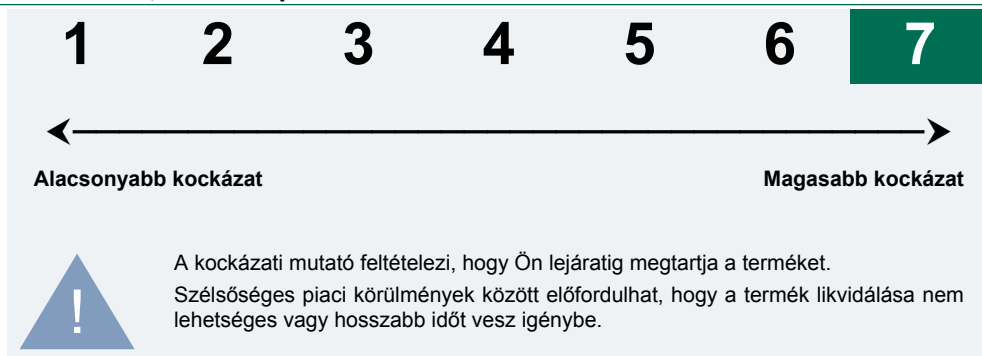 1 2 3 4 5 6 7
Alacsonyabb kockázat Magasabb kockázat
A kockázati mutató feltételezi, hogy Ön lejáratig megtartja a terméket.
! Szélsőséges piaci körülmények között előfordulhat, hogy a termék likvidálása nem
lehetséges vagy hosszabb időt vesz igénybe.